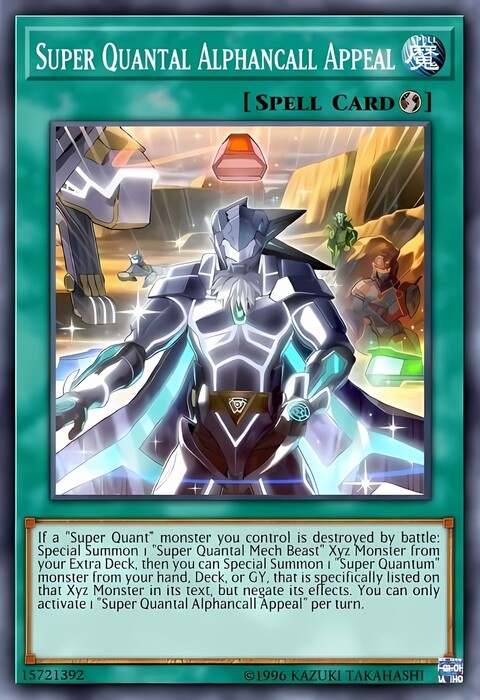 Super Quantal Alphancall Appeal
魔
[Spell Card]
If a "Super Quant" monster you control is destroyed by battle:
Special Summon 1 "Super Quantal Mech Beast" Xyz Monster from
your Extra Deck, then you can Special Summon 1 "Super Quantum"
monster from your hand, Deck, or GY, that is specifically listed on
that Xyz Monster in its text, but negate its effects. You can only
activate 1 "Super Quantal Alphancall Appeal" per turn.
15721392
©1996 KAZUKI TAKAHASHI